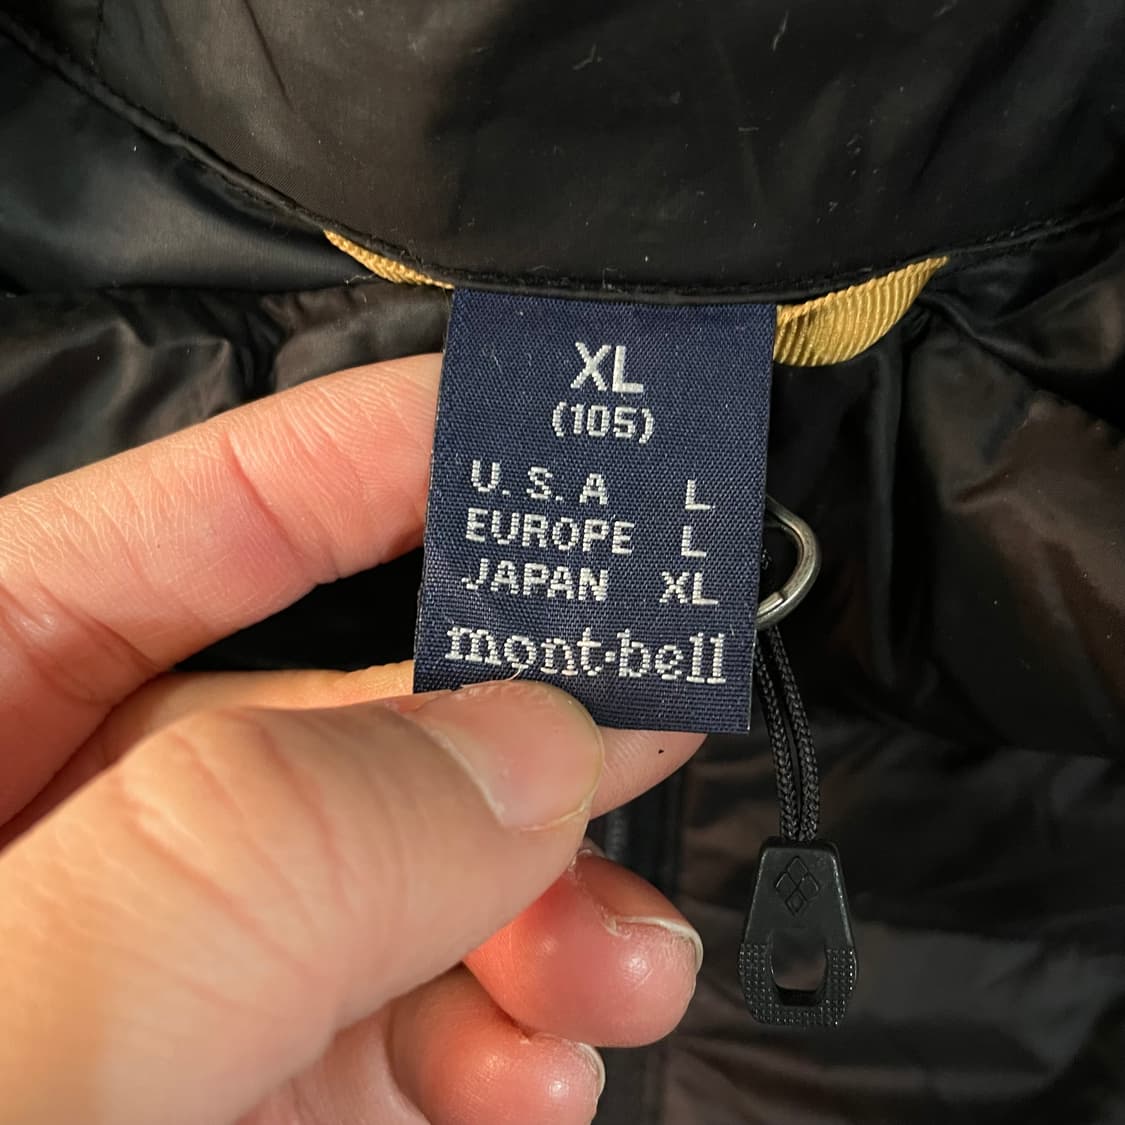 XL
(105)
U.S.A L
EUROPE L
JAPAN XL
mont·bell